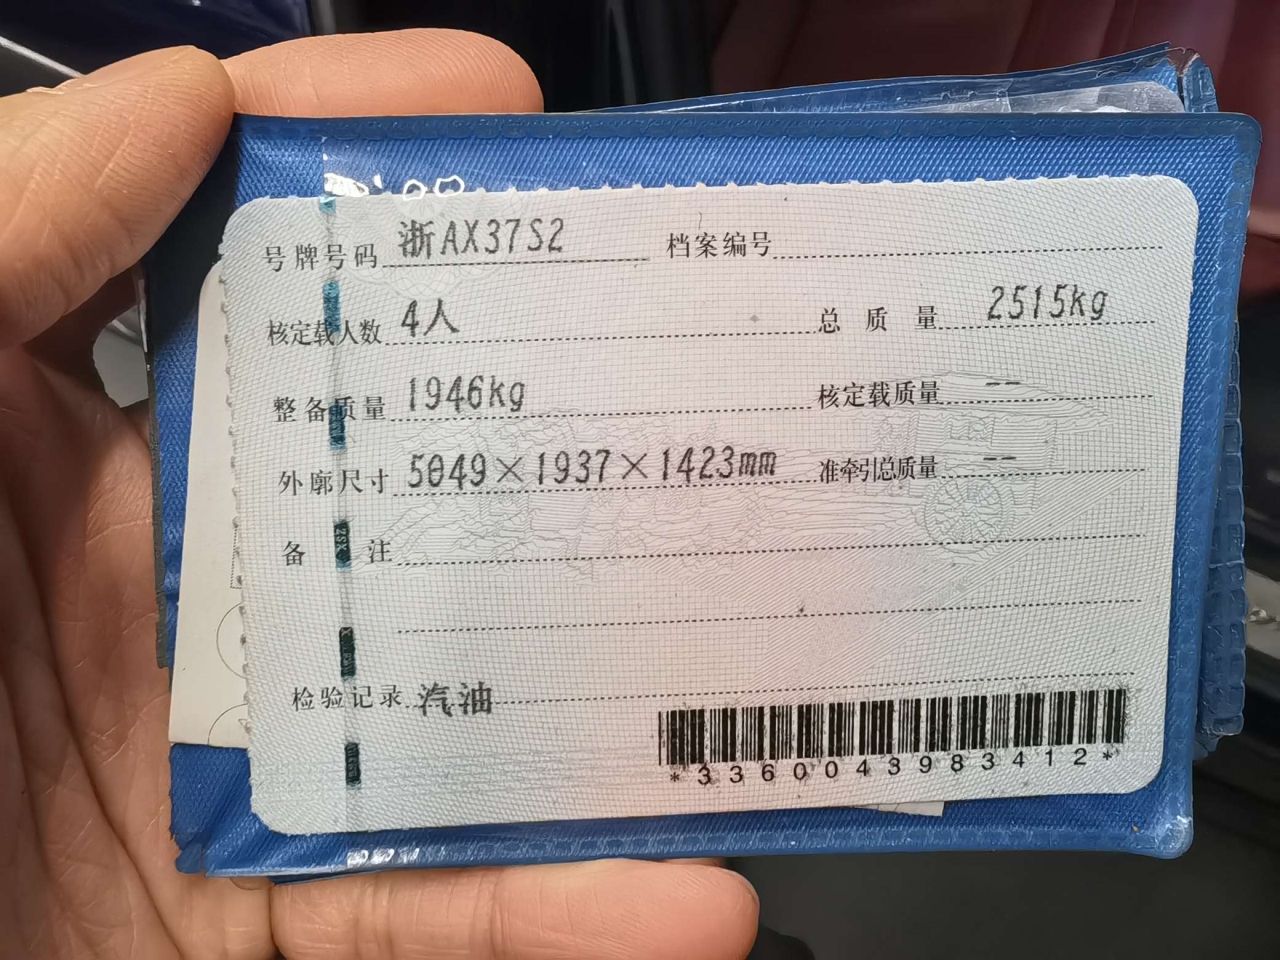 号牌号码 浙AX37S2 档案编号
核定载人数 4人 总质量 2515kg
整备质量 1946kg 核定载质量 --
外廓尺寸 5049×1937×1423mm 准牵引总质量 --
备注
检验记录 汽油
*3360043983412*